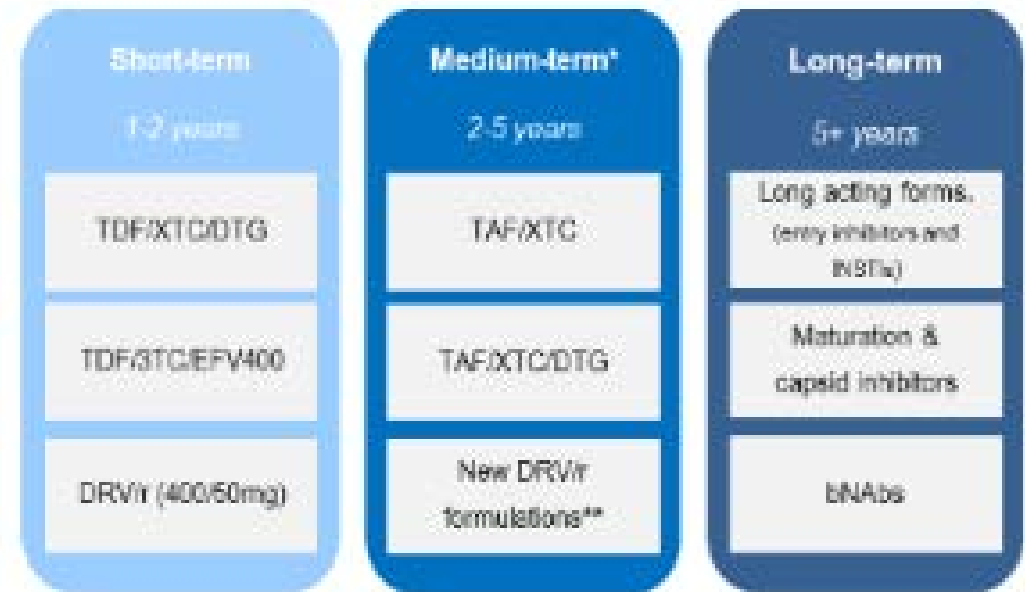 Short-term
1-2 years
TDF/XTC/DTG
TDF/3TC/EFV400
DRV/r (400/50mg)
Medium-term*
2-5 years
TAF/XTC
TAF/XTC/DTG
New DRV/r
formulations**
Long-term
5+ years
Long acting forms.
(entry inhibitors and
INSTIs)
Maturation &
capsid inhibitors
bNAbs